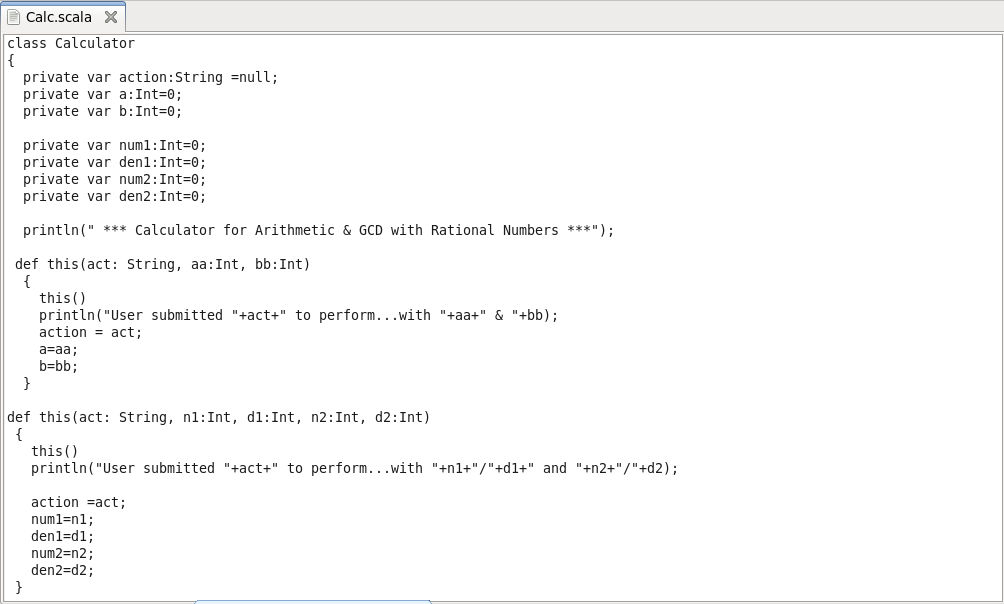 Calc.scala
class Calculator
{
  private var action:String =null;
  private var a:Int=0;
  private var b:Int=0;

  private var num1:Int=0;
  private var den1:Int=0;
  private var num2:Int=0;
  private var den2:Int=0;

  println(" *** Calculator for Arithmetic & GCD with Rational Numbers ***");

 def this(act: String, aa:Int, bb:Int)
  {
    this()
    println("User submitted "+act+" to perform...with "+aa+" & "+bb);
    action = act;
    a=aa;
    b=bb;
  }

def this(act: String, n1:Int, d1:Int, n2:Int, d2:Int)
 {
   this()
   println("User submitted "+act+" to perform...with "+n1+"/"+d1+" and "+n2+"/"+d2);

   action =act;
   num1=n1;
   den1=d1;
   num2=n2;
   den2=d2;
 }